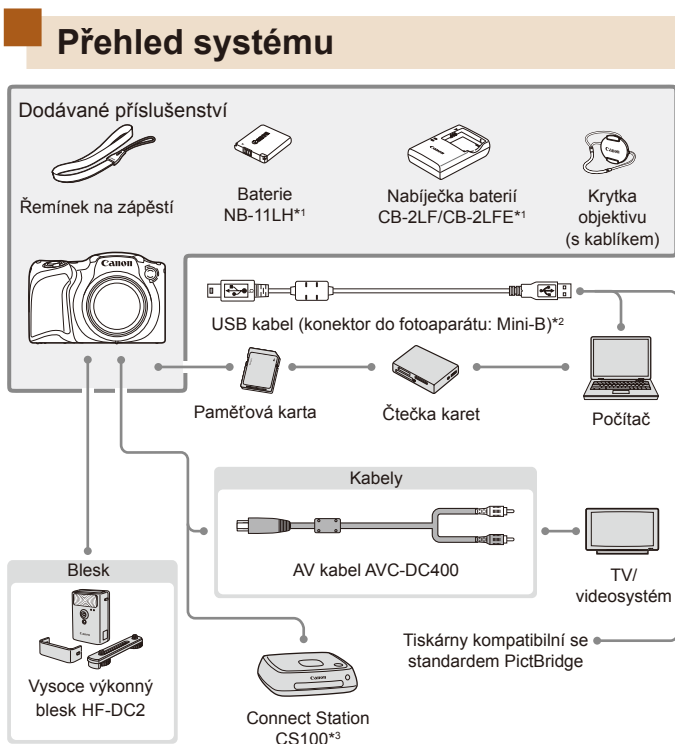 Přehled systému
Dodávané příslušenství
Řemínek na zápěstí
Baterie
NB-11LH*1
Nabíječka baterií
CB-2LF/CB-2LFE*1
Krytka
objektivu
(s kablíkem)
Canon
USB kabel (konektor do fotoaparátu: Mini-B)*2
Paměťová karta
Čtečka karet
Počítač
Kabely
AV kabel AVC-DC400
TV/
videosystém
Blesk
Vysoce výkonný
blesk HF-DC2
Tiskárny kompatibilní se
standardem PictBridge
Canon
Connect Station
CS100*3